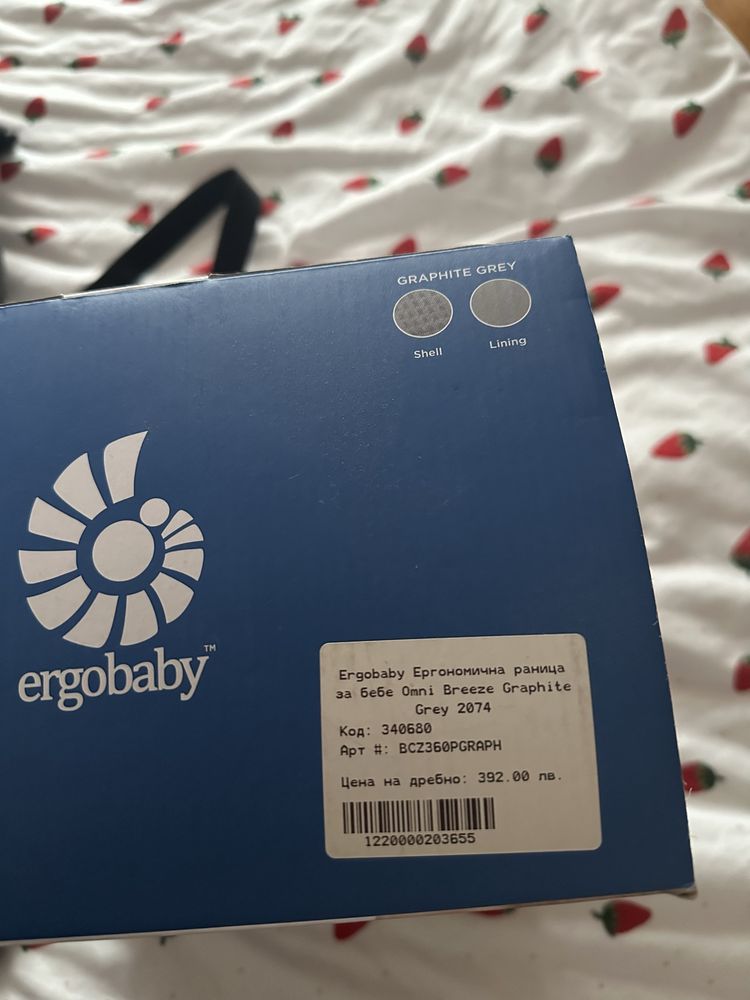 GRAPHITE GREY
Shell
Lining
ergobaby™
Ergobaby Ергономична раница
за бебе Omni Breeze Graphite
Grey 2074
Код: 340680
Арт #: BCZ360PGRAPH
Цена на дребно: 392.00 лв.
1220000203655